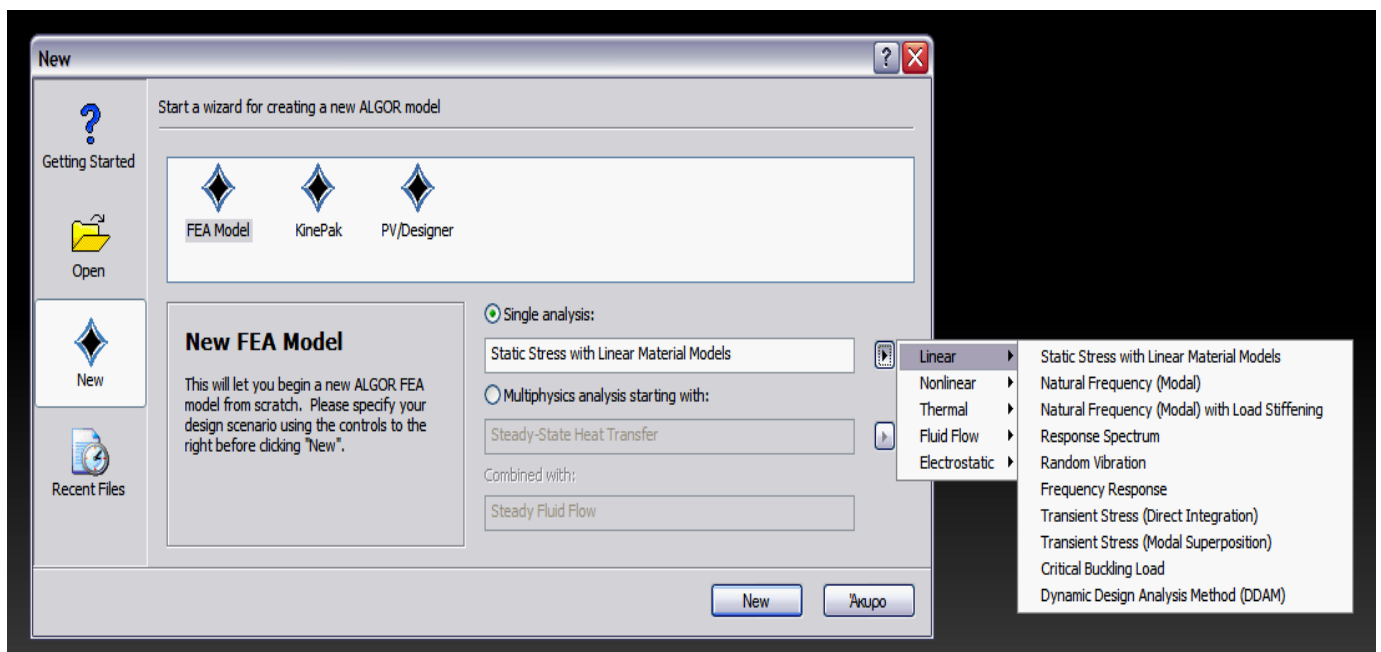 New
Getting Started
Open
New
Recent Files
Start a wizard for creating a new ALGOR model
FEA Model
KinePak
PV/Designer
New FEA Model
This will let you begin a new ALGOR FEA
model from scratch. Please specify your
design scenario using the controls to the
right before clicking "New".
Single analysis:
Static Stress with Linear Material Models
Multiphysics analysis starting with:
Steady-State Heat Transfer
Combined with:
Steady Fluid Flow
New
Άκυρο
Linear
Nonlinear
Thermal
Fluid Flow
Electrostatic
Static Stress with Linear Material Models
Natural Frequency (Modal)
Natural Frequency (Modal) with Load Stiffening
Response Spectrum
Random Vibration
Frequency Response
Transient Stress (Direct Integration)
Transient Stress (Modal Superposition)
Critical Buckling Load
Dynamic Design Analysis Method (DDAM)